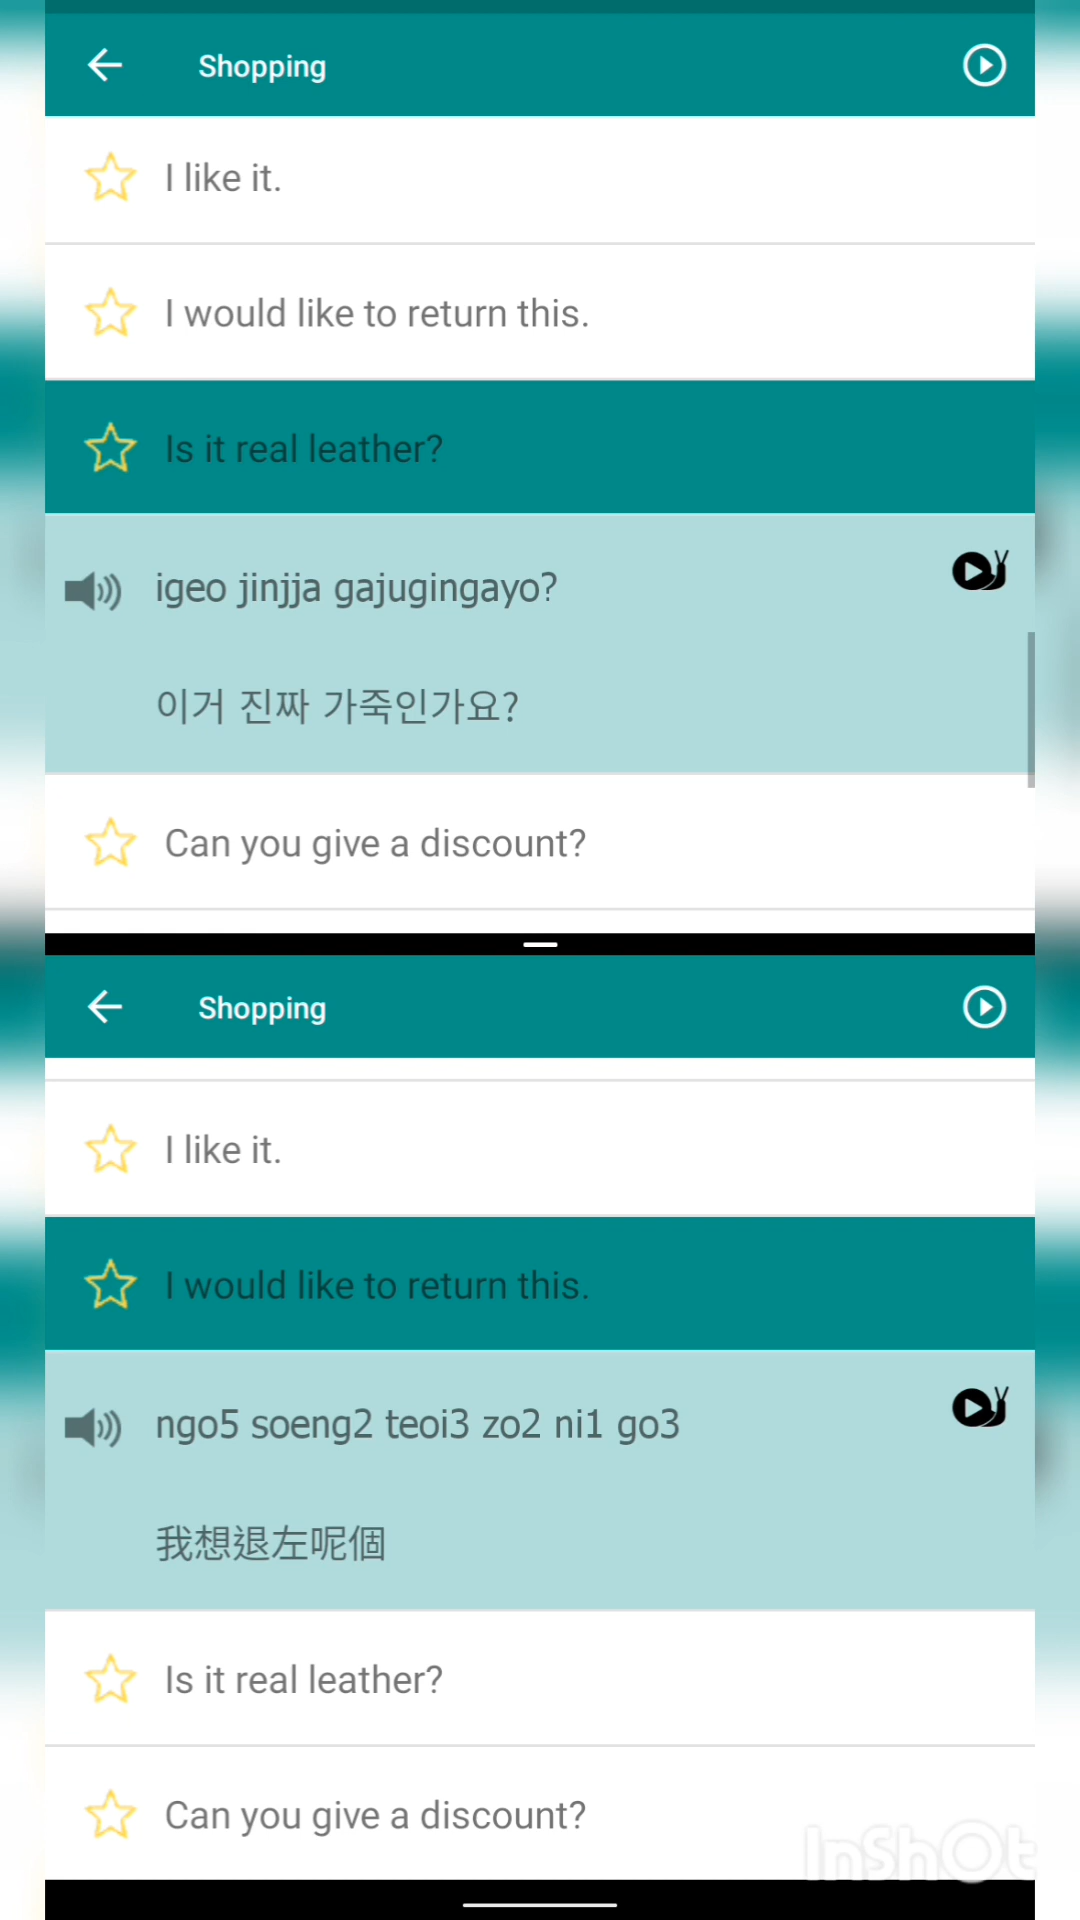 Shopping
I like it.
I would like to return this.
Is it real leather?
igeo jinjja gajugingayo?
이거 진짜 가죽인가요?
Can you give a discount?
Shopping
I like it.
I would like to return this.
ngo5 soeng2 teoi3 zo2 ni1 go3
我想退左呢個
Is it real leather?
Can you give a discount?
InShOt